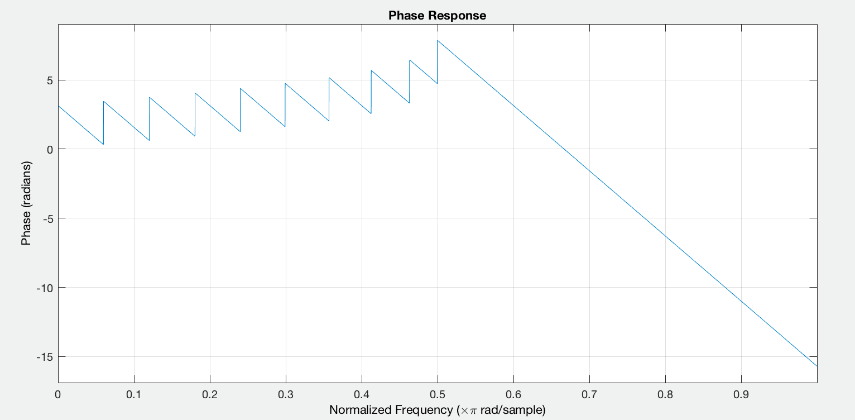 Phase Response
Phase (radians)
5
0
-5
-10
-15
0 0.1 0.2 0.3 0.4 0.5 0.6 0.7 0.8 0.9
Normalized Frequency (×π rad/sample)